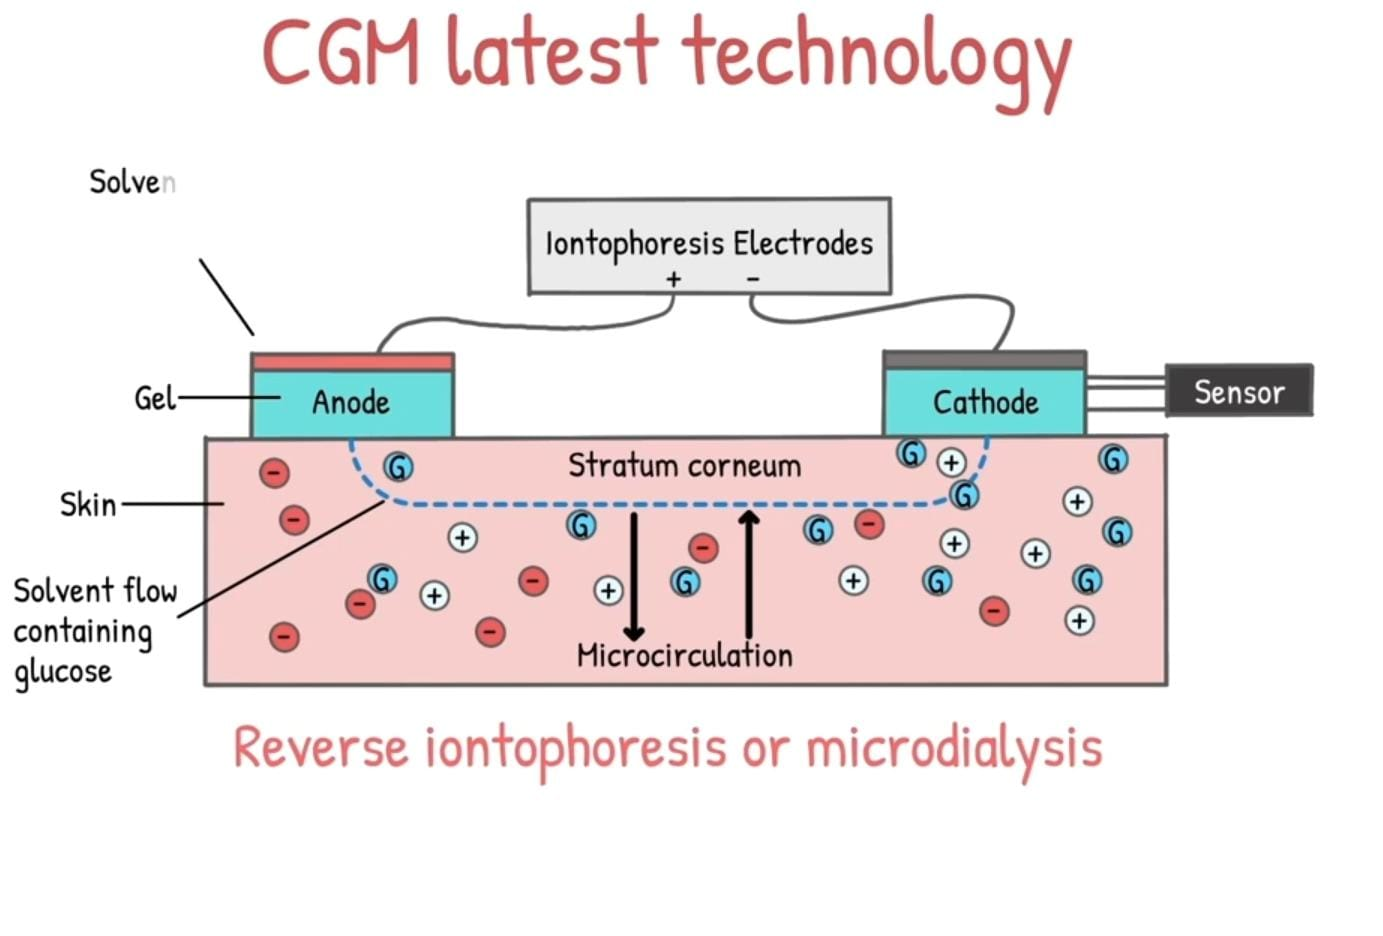 CGM latest technology
Solven
Iontophoresis Electrodes
+ -
Gel
Anode
Cathode
Sensor
Stratum corneum
Skin
Solvent flow
containing
glucose
G
G
G
G
G
G
G
G
G
G
G
+
+
+
+
+
+
+
+
+
+
-
-
-
-
-
-
-
-
-
Microcirculation
Reverse iontophoresis or microdialysis